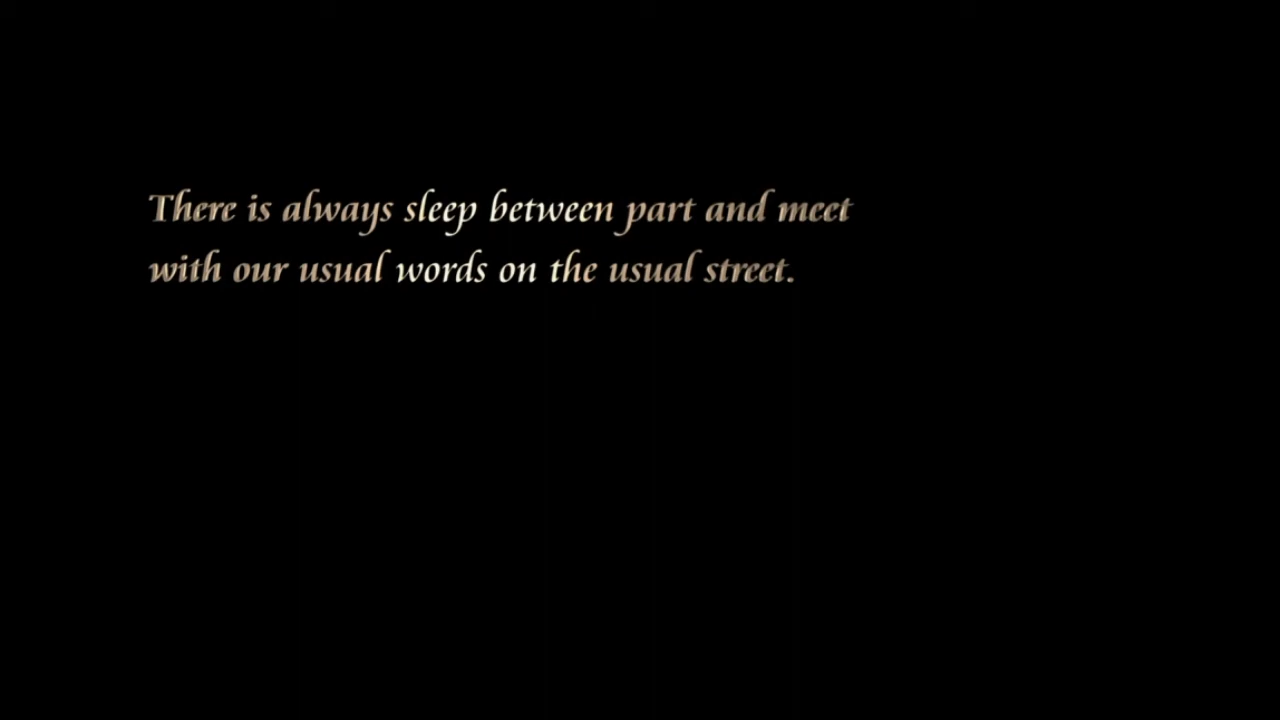 There is always sleep between part and meet
with our usual words on the usual street.